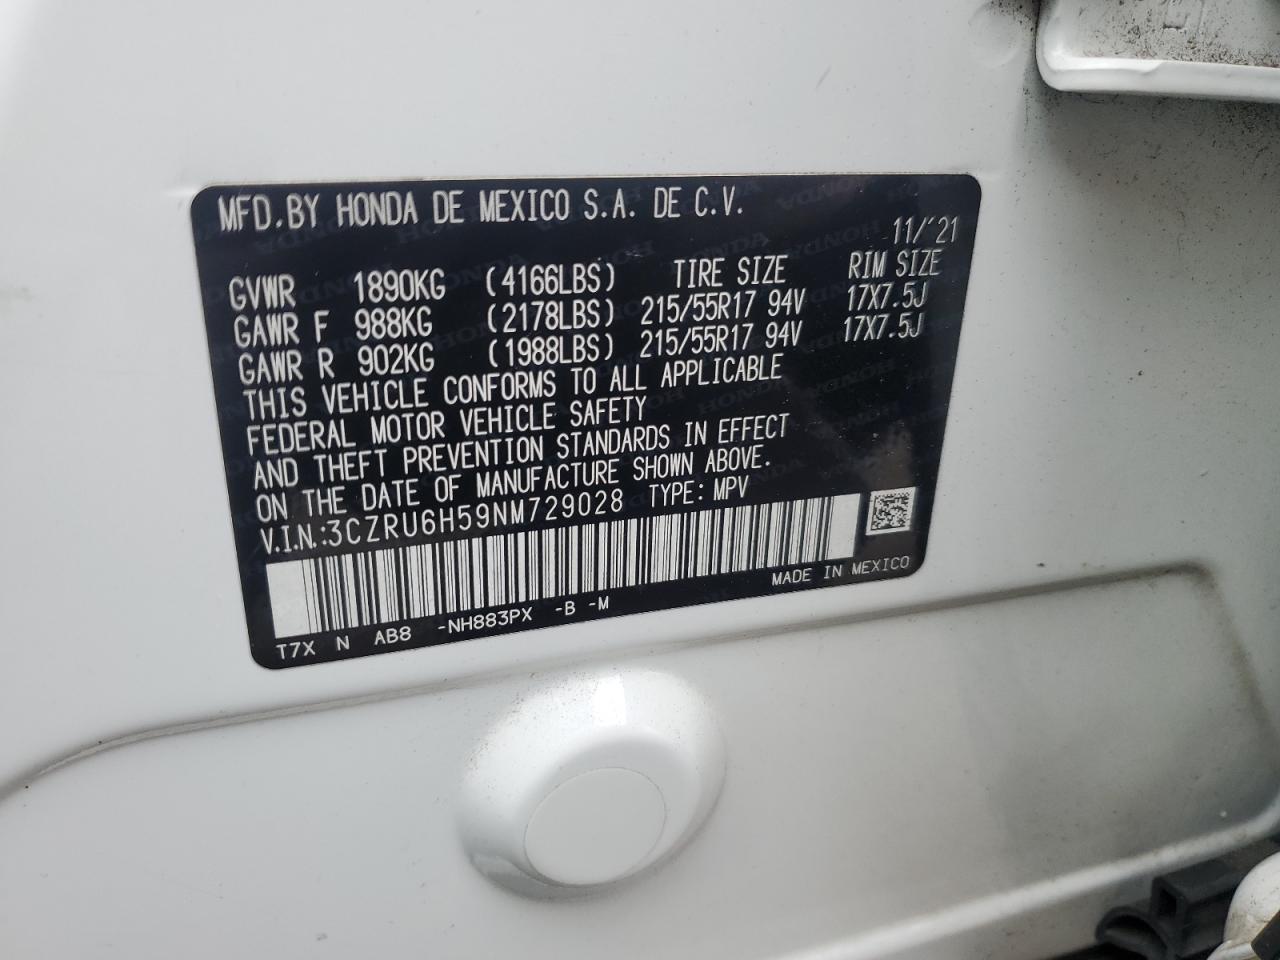 MFD.BY HONDA DE MEXICO S.A. DE C.V.
11/'21
GVWR 1890KG (4166LBS) TIRE SIZE RIM SIZE
GAWR F 988KG (2178LBS) 215/55R17 94V 17X7.5J
GAWR R 902KG (1988LBS) 215/55R17 94V 17X7.5J
THIS VEHICLE CONFORMS TO ALL APPLICABLE
FEDERAL MOTOR VEHICLE SAFETY
AND THEFT PREVENTION STANDARDS IN EFFECT
ON THE DATE OF MANUFACTURE SHOWN ABOVE.
V.I.N.:3CZRU6H59NM729028 TYPE: MPV
MADE IN MEXICO
T7X N AB8 -NH883PX -B -M